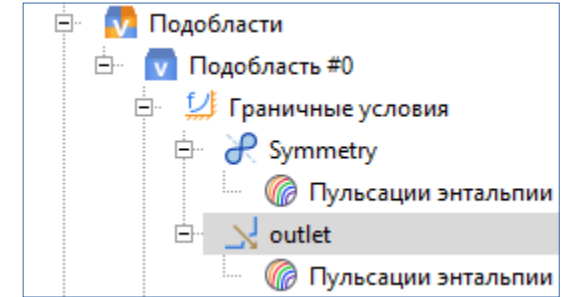 Подобласти
Подобласть #0
Граничные условия
Symmetry
Пульсации энтальпии
outlet
Пульсации энтальпии